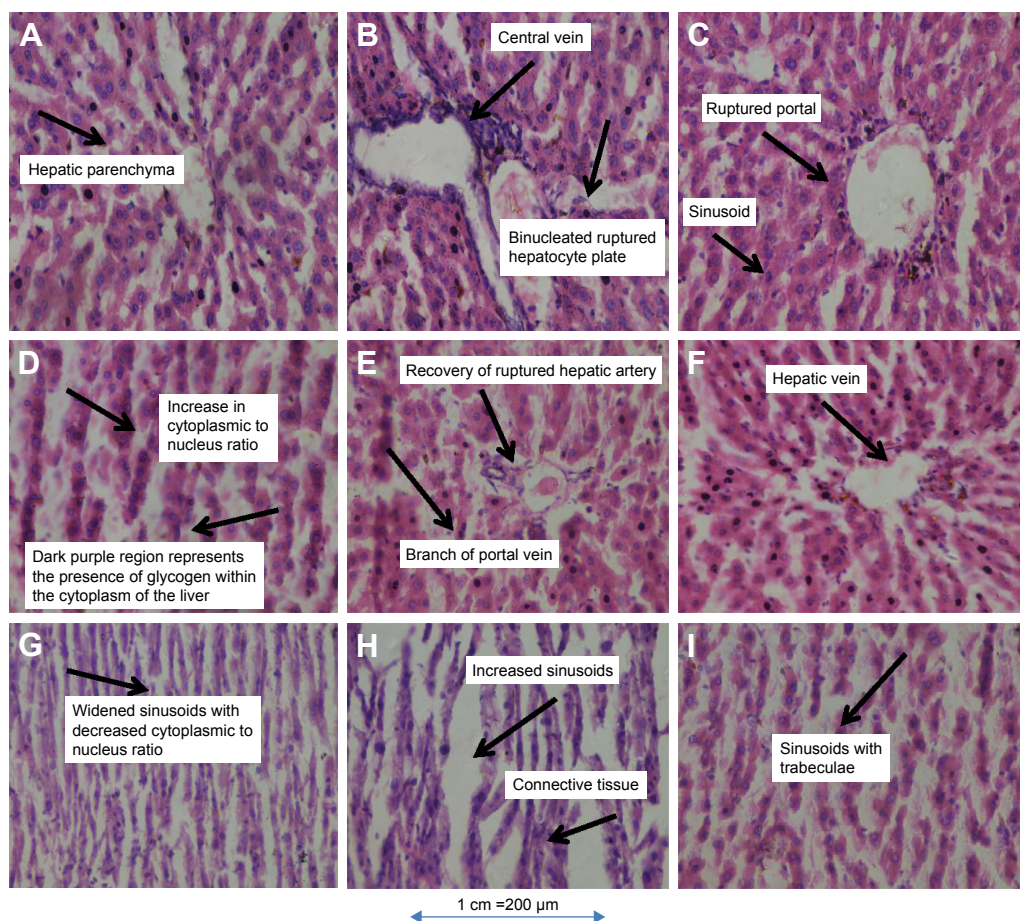 A
Hepatic parenchyma
B
Central vein
Binucleated ruptured
hepatocyte plate
C
Ruptured portal
Sinusoid
D
Increase in
cytoplasmic to
nucleus ratio
Dark purple region represents
the presence of glycogen within
the cytoplasm of the liver
E
Recovery of ruptured hepatic artery
Branch of portal vein
F
Hepatic vein
G
Widened sinusoids with
decreased cytoplasmic to
nucleus ratio
H
Increased sinusoids
Connective tissue
I
Sinusoids with
trabeculae
1 cm =200 µm